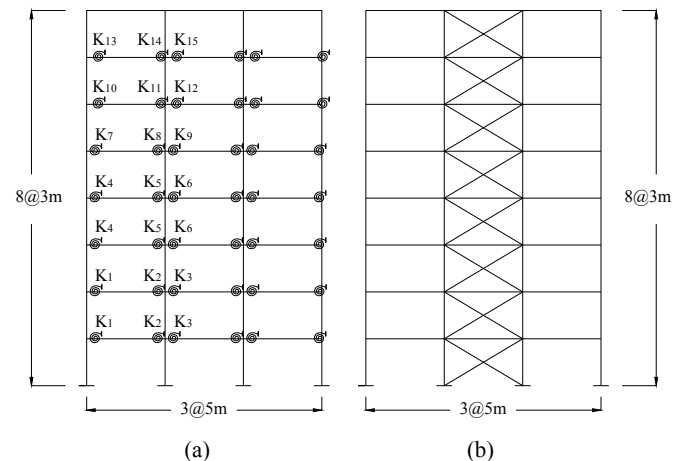 K13 K14 K15
K10 K11 K12
K7 K8 K9
K4 K5 K6
K4 K5 K6
K1 K2 K3
K1 K2 K3
8@3m
3@5m
(a)
8@3m
3@5m
(b)